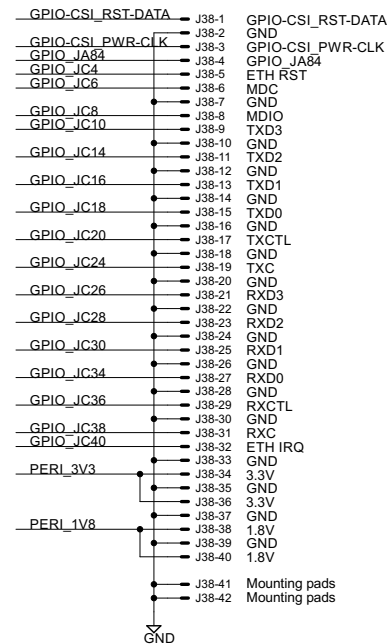 GPIO-CSI_RST-DATA J38-1 GPIO-CSI_RST-DATA
J38-2 GND
GPIO-CSI_PWR-CLK J38-3 GPIO-CSI_PWR-CLK
GPIO_JA84 J38-4 GPIO_JA84
GPIO_JC4 J38-5 ETH RST
GPIO_JC6 J38-6 MDC
J38-7 GND
GPIO_JC8 J38-8 MDIO
GPIO_JC10 J38-9 TXD3
J38-10 GND
GPIO_JC14 J38-11 TXD2
J38-12 GND
GPIO_JC16 J38-13 TXD1
J38-14 GND
GPIO_JC18 J38-15 TXD0
J38-16 GND
GPIO_JC20 J38-17 TXCTL
J38-18 GND
GPIO_JC24 J38-19 TXC
J38-20 GND
GPIO_JC26 J38-21 RXD3
J38-22 GND
GPIO_JC28 J38-23 RXD2
J38-24 GND
GPIO_JC30 J38-25 RXD1
J38-26 GND
GPIO_JC34 J38-27 RXD0
J38-28 GND
GPIO_JC36 J38-29 RXCTL
J38-30 GND
GPIO_JC38 J38-31 RXC
GPIO_JC40 J38-32 ETH IRQ
J38-33 GND
PERI_3V3 J38-34 3.3V
J38-35 GND
J38-36 3.3V
J38-37 GND
PERI_1V8 J38-38 1.8V
J38-39 GND
J38-40 1.8V
J38-41 Mounting pads
J38-42 Mounting pads
GND